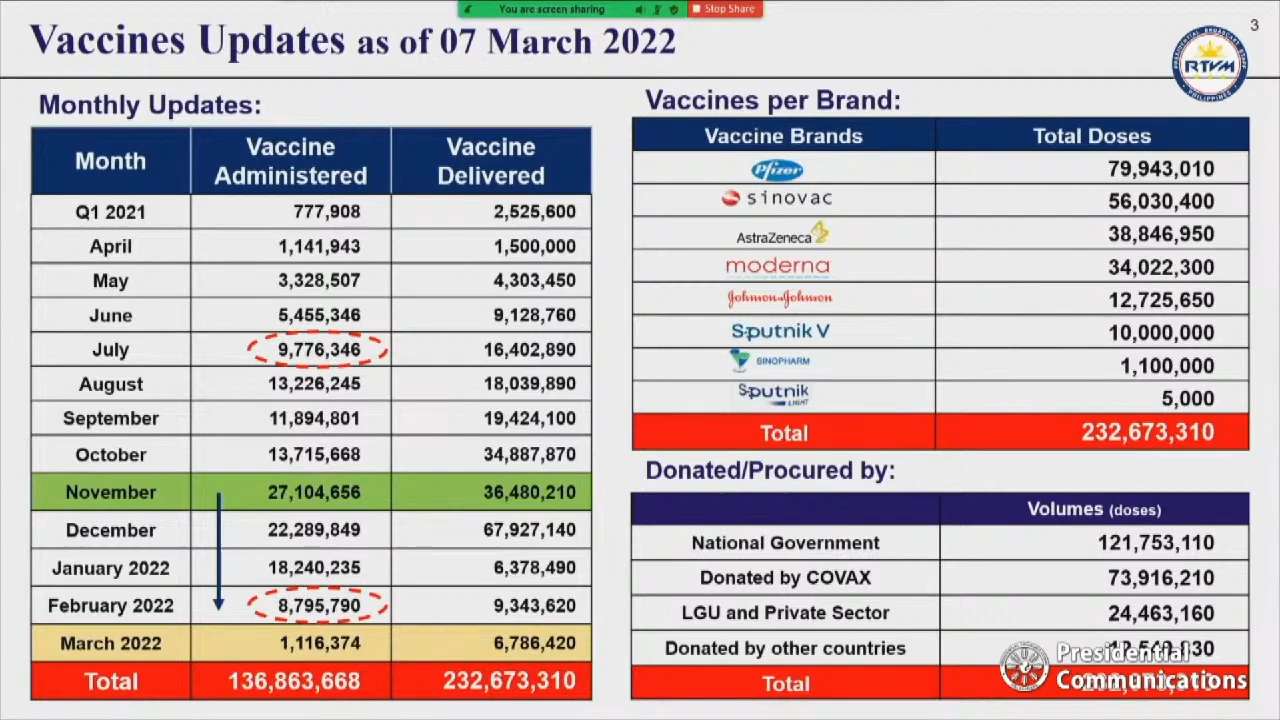 You are screen sharing
Stop Share
3
Vaccines Updates as of 07 March 2022
PRESIDENTIAL BROADCAST STAFF
RTVM
PHILIPPINES
Monthly Updates:
Month Vaccine Administered Vaccine Delivered
Q1 2021 777,908 2,525,600
April 1,141,943 1,500,000
May 3,328,507 4,303,450
June 5,455,346 9,128,760
July 9,776,346 16,402,890
August 13,226,245 18,039,890
September 11,894,801 19,424,100
October 13,715,668 34,887,870
November 27,104,656 36,480,210
December 22,289,849 67,927,140
January 2022 18,240,235 6,378,490
February 2022 8,795,790 9,343,620
March 2022 1,116,374 6,786,420
Total 136,863,668 232,673,310
Vaccines per Brand:
Vaccine Brands Total Doses
Pfizer 79,943,010
sinovac 56,030,400
AstraZeneca 38,846,950
moderna 34,022,300
Johnson & Johnson 12,725,650
Sputnik V 10,000,000
SINOPHARM 1,100,000
Sputnik LIGHT 5,000
Total 232,673,310
Donated/Procured by:
Volumes (doses)
National Government 121,753,110
Donated by COVAX 73,916,210
LGU and Private Sector 24,463,160
Donated by other countries
Total
Presidential
Communications